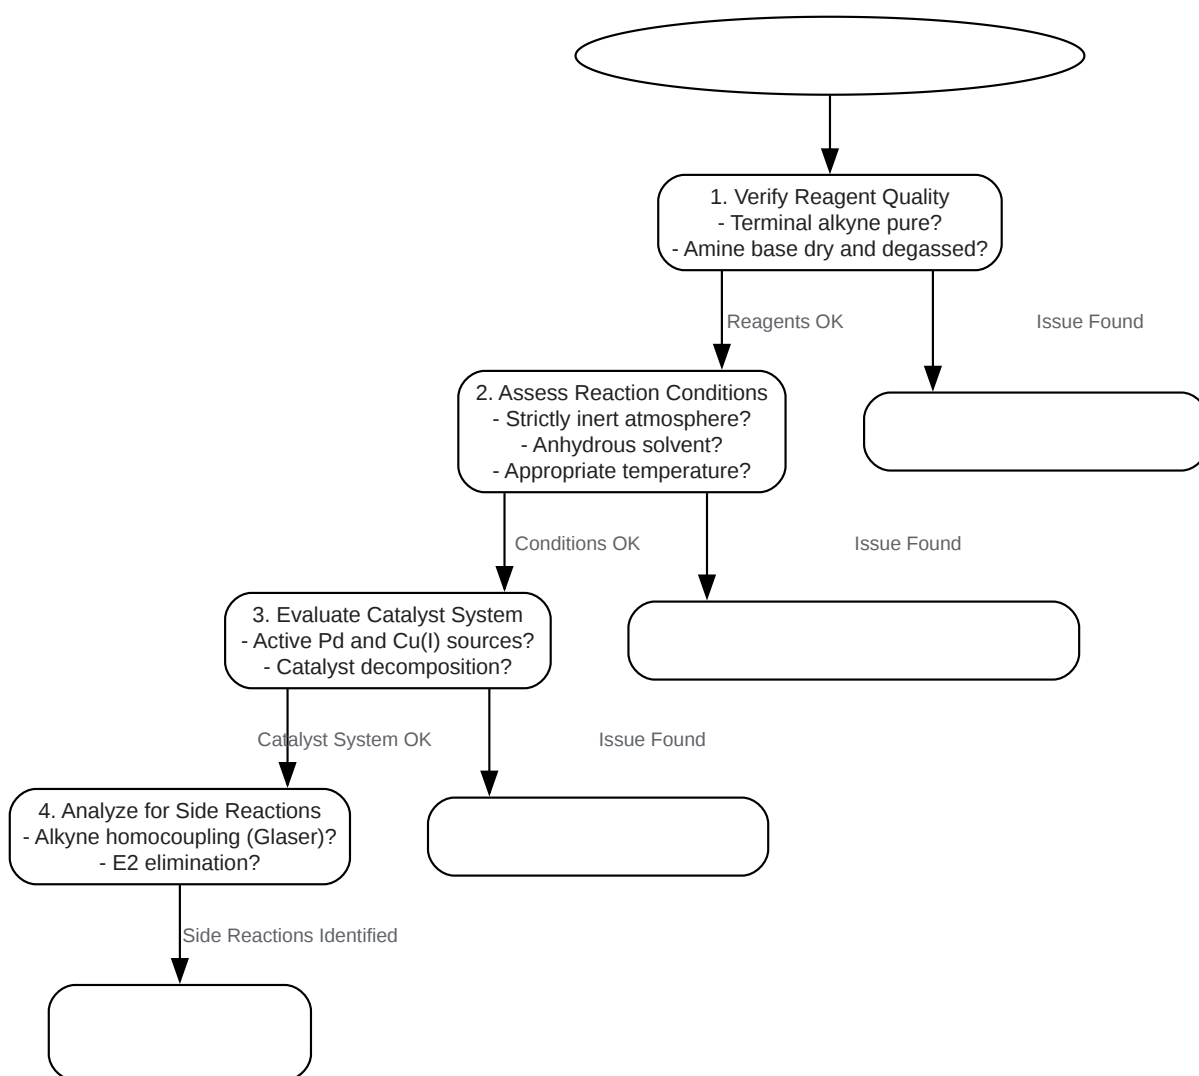 1. Verify Reagent Quality
- Terminal alkyne pure?
- Amine base dry and degassed?
Reagents OK
Issue Found
2. Assess Reaction Conditions
- Strictly inert atmosphere?
- Anhydrous solvent?
- Appropriate temperature?
Conditions OK
Issue Found
3. Evaluate Catalyst System
- Active Pd and Cu(I) sources?
- Catalyst decomposition?
Catalyst System OK
Issue Found
4. Analyze for Side Reactions
- Alkyne homocoupling (Glaser)?
- E2 elimination?
Side Reactions Identified